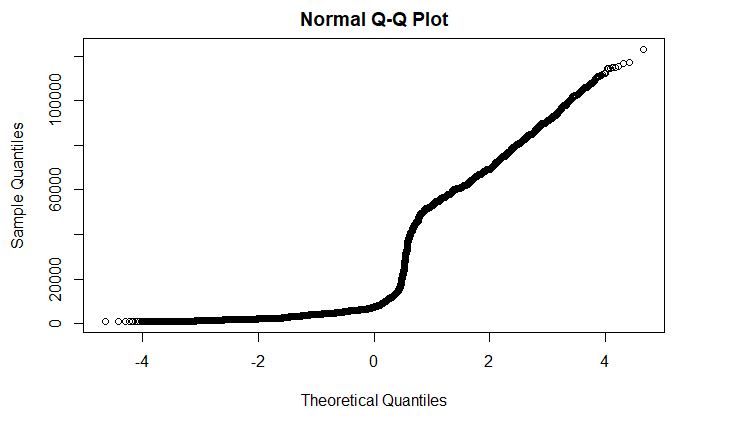 Normal Q-Q Plot
Sample Quantiles
100000
60000
20000
0
-4 -2 0 2 4
Theoretical Quantiles